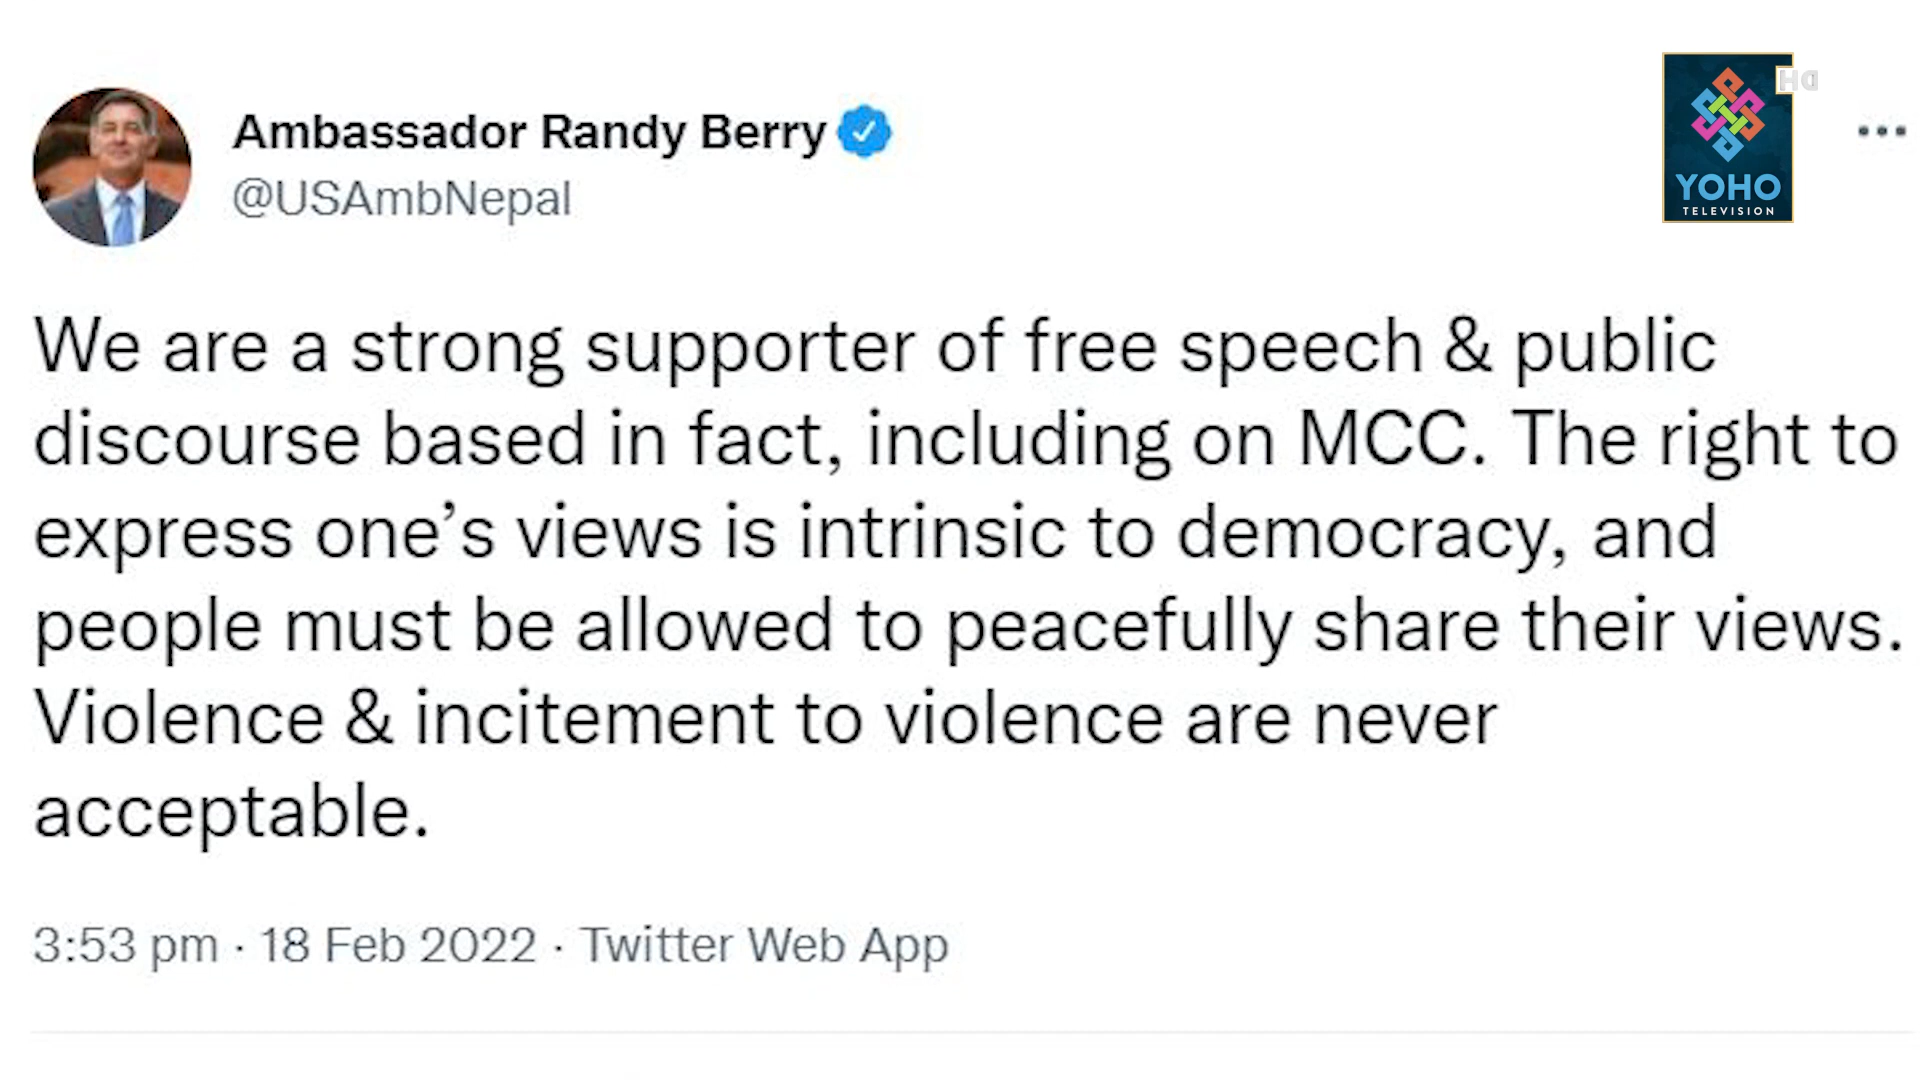 Ambassador Randy Berry
@USAmbNepal
HD
YOHO
TELEVISION
We are a strong supporter of free speech & public
discourse based in fact, including on MCC. The right to
express one’s views is intrinsic to democracy, and
people must be allowed to peacefully share their views.
Violence & incitement to violence are never
acceptable.
3:53 pm · 18 Feb 2022 · Twitter Web App